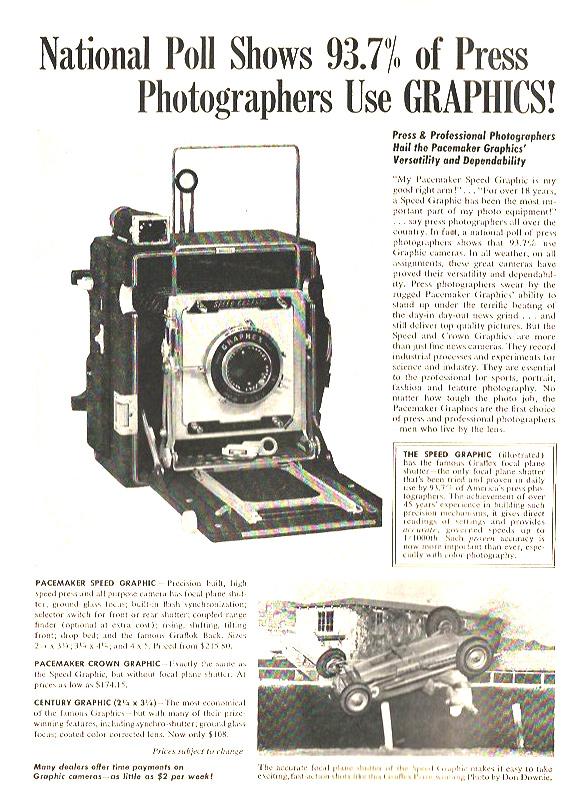 National Poll Shows 93.7% of Press
Photographers Use GRAPHICS!
Press & Professional Photographers
Hail the Pacemaker Graphics'
Versatility and Dependability
"My Pacemaker Speed Graphic is my
good right arm!" . . . "For over 18 years,
a Speed Graphic has been the most im-
portant part of my photo equipment!"
. . . say press photographers all over the
country. In fact, a national poll of press
photographers shows that 93.7% use
Graphic cameras. In all weather, on all
assignments, these great cameras have
proved their versatility and dependabil-
ity. Press photographers swear by the
rugged Pacemaker Graphics' ability to
stand up under the terrific beating of
the day-in day-out news grind . . . and
still deliver top quality pictures. But the
Speed and Crown Graphics are more
than just fine news cameras. They record
industrial processes and experiments for
science and industry. They are essential
to the professional for sports, portrait,
fashion and feature photography. No
matter how tough the photo job, the
Pacemaker Graphics are the first choice
of press and professional photographers
—men who live by the lens.
THE SPEED GRAPHIC (illustrated)
has the famous Graflex focal plane
shutter—the only focal plane shutter
that's been tried and proven in daily
use by 93.7% of America's press pho-
tographers. The achievement of over
45 years' experience in building such
precision mechanisms, it gives direct
readings of settings and provides
accurate, governed speeds up to
1/1000th. Such proven accuracy is
now more important than ever, espe-
cially with color photography.
SPEED GRAPHIC
GRAPHEX
PACEMAKER SPEED GRAPHIC—Precision built, high
speed press and all purpose camera has focal plane shut-
ter, ground glass focus; built-in flash synchronization;
selector switch for front or rear shutter; coupled range
finder (optional at extra cost); rising, shifting, tilting
front; drop bed; and the famous Graflok Back. Sizes
2¼ x 3¼; 3¼ x 4¼; and 4 x 5. Priced from $215.80.
PACEMAKER CROWN GRAPHIC—Exactly the same as
the Speed Graphic, but without focal plane shutter. At
prices as low as $174.15.
CENTURY GRAPHIC (2¼ x 3¼)—The most economical
of the famous Graphics—but with many of their prize-
winning features, including synchro-shutter; ground glass
focus; coated color corrected lens. Now only $108.
Prices subject to change
Many dealers offer time payments on
Graphic cameras—as little as $2 per week!
The accurate focal plane shutter of the Speed Graphic makes it easy to take
exciting, fast action shots like this Graflex Prize-winning Photo by Don Downie.